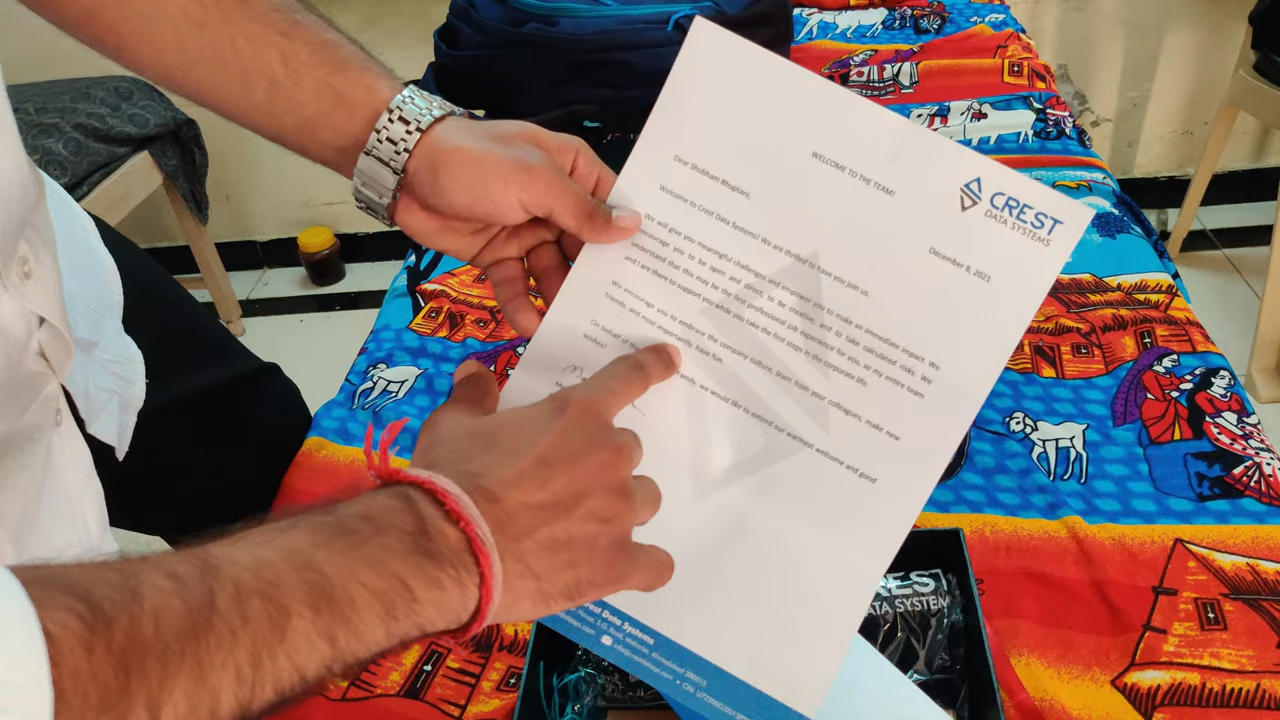 WELCOME TO THE TEAM!
CREST
DATA SYSTEMS
December 8, 2021
Dear Shubham Bhuptani,
Welcome to Crest Data Systems! We are thrilled to have you join us.
We will give you meaningful challenges and empower you to make an immediate impact. We
encourage you to be open and direct, to be creative, and to take calculated risks. We
understand that this may be the first professional job experience for you, so my entire team
and I are there to support you while you take the first steps in the corporate life.
We encourage you to embrace the company culture, learn from your colleagues, make new
friends, and most importantly, have fun.
On behalf of the family, we would like to extend our warmest welcome and good
wishes!
Crest Data Systems
House, S.G. Road, Makarba, Ahmedabad 380015
DATA SYSTEMS